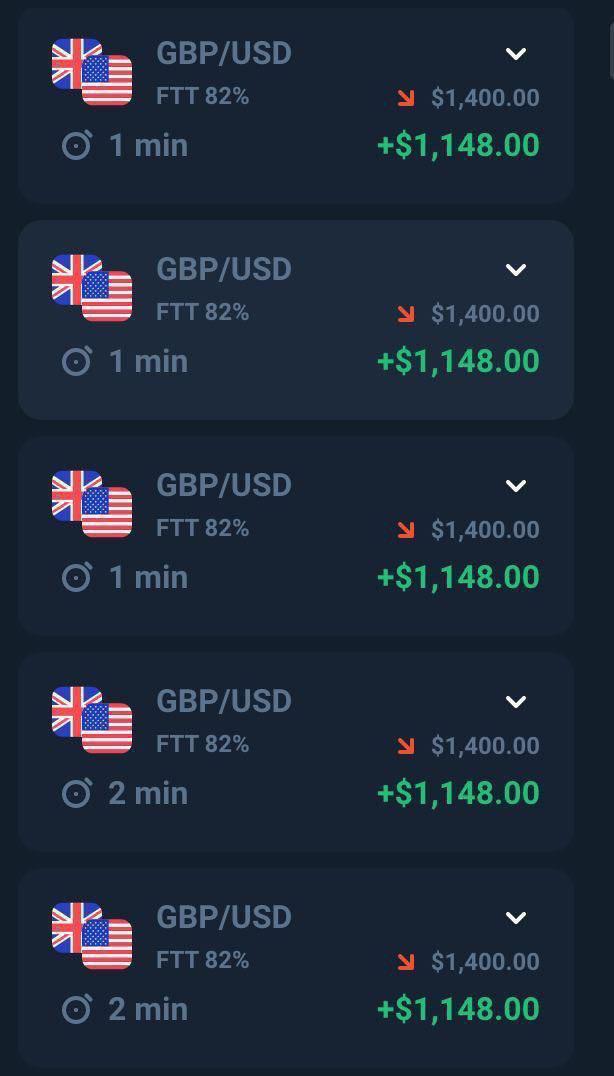 GBP/USD
FTT 82% $1,400.00
1 min +$1,148.00
GBP/USD
FTT 82% $1,400.00
1 min +$1,148.00
GBP/USD
FTT 82% $1,400.00
1 min +$1,148.00
GBP/USD
FTT 82% $1,400.00
2 min +$1,148.00
GBP/USD
FTT 82% $1,400.00
2 min +$1,148.00